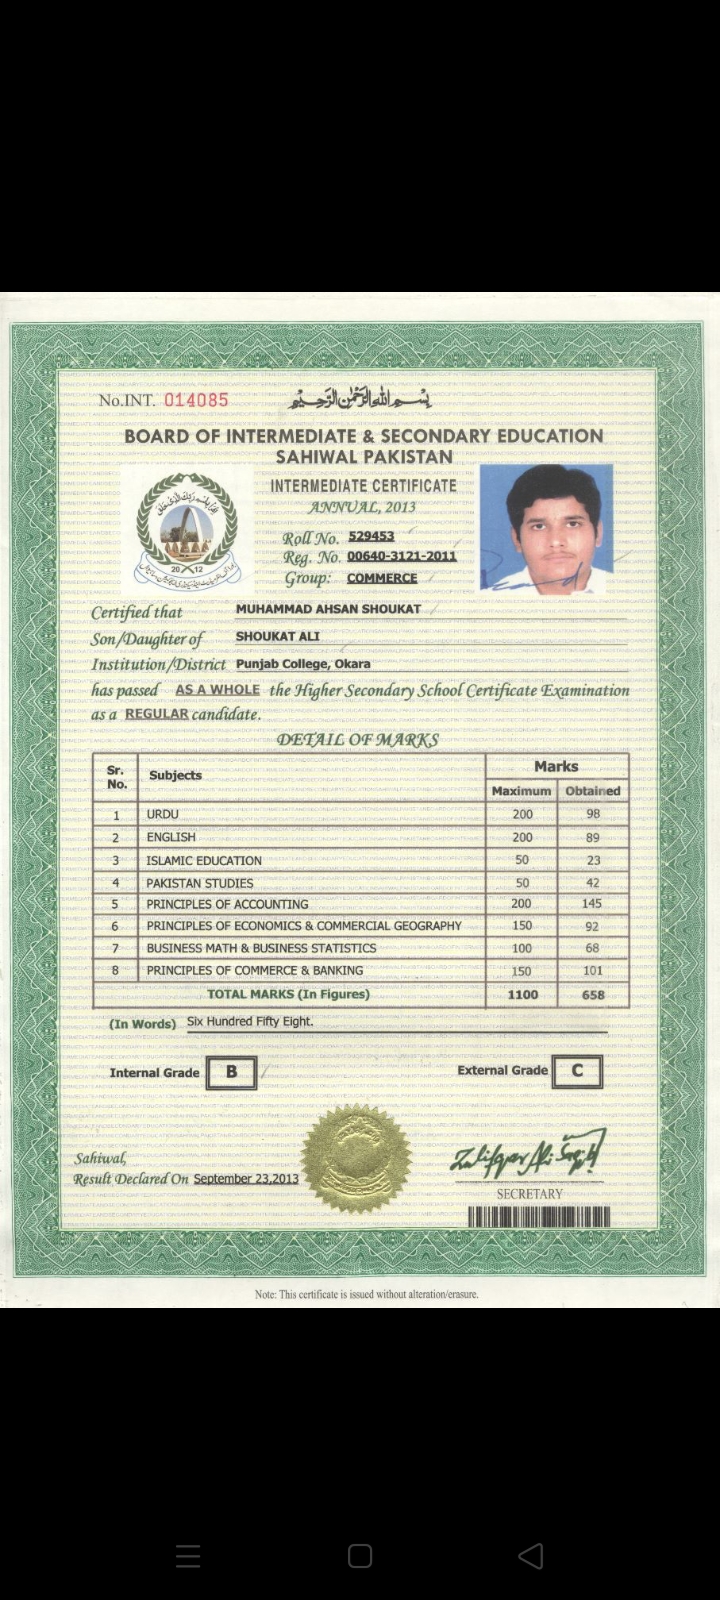 No.INT. 014085
بسم الله الرحمن الرحيم
BOARD OF INTERMEDIATE & SECONDARY EDUCATION
SAHIWAL PAKISTAN
INTERMEDIATE CERTIFICATE
ANNUAL, 2013
2012
Roll No. 529453
Reg. No. 00640-3121-2011
Group: COMMERCE
Certified that MUHAMMAD AHSAN SHOUKAT
Son/Daughter of SHOUKAT ALI
Institution/District Punjab College, Okara
has passed AS A WHOLE the Higher Secondary School Certificate Examination
as a REGULAR candidate.
DETAIL OF MARKS
Sr. No. Subjects Marks
Maximum Obtained
1 URDU 200 98
2 ENGLISH 200 89
3 ISLAMIC EDUCATION 50 23
4 PAKISTAN STUDIES 50 42
5 PRINCIPLES OF ACCOUNTING 200 145
6 PRINCIPLES OF ECONOMICS & COMMERCIAL GEOGRAPHY 150 92
7 BUSINESS MATH & BUSINESS STATISTICS 100 68
8 PRINCIPLES OF COMMERCE & BANKING 150 101
TOTAL MARKS (In Figures) 1100 658
(In Words) Six Hundred Fifty Eight.
Internal Grade B External Grade C
Sahiwal,
Result Declared On September 23,2013
SECRETARY
Note: This certificate is issued without alteration/erasure.